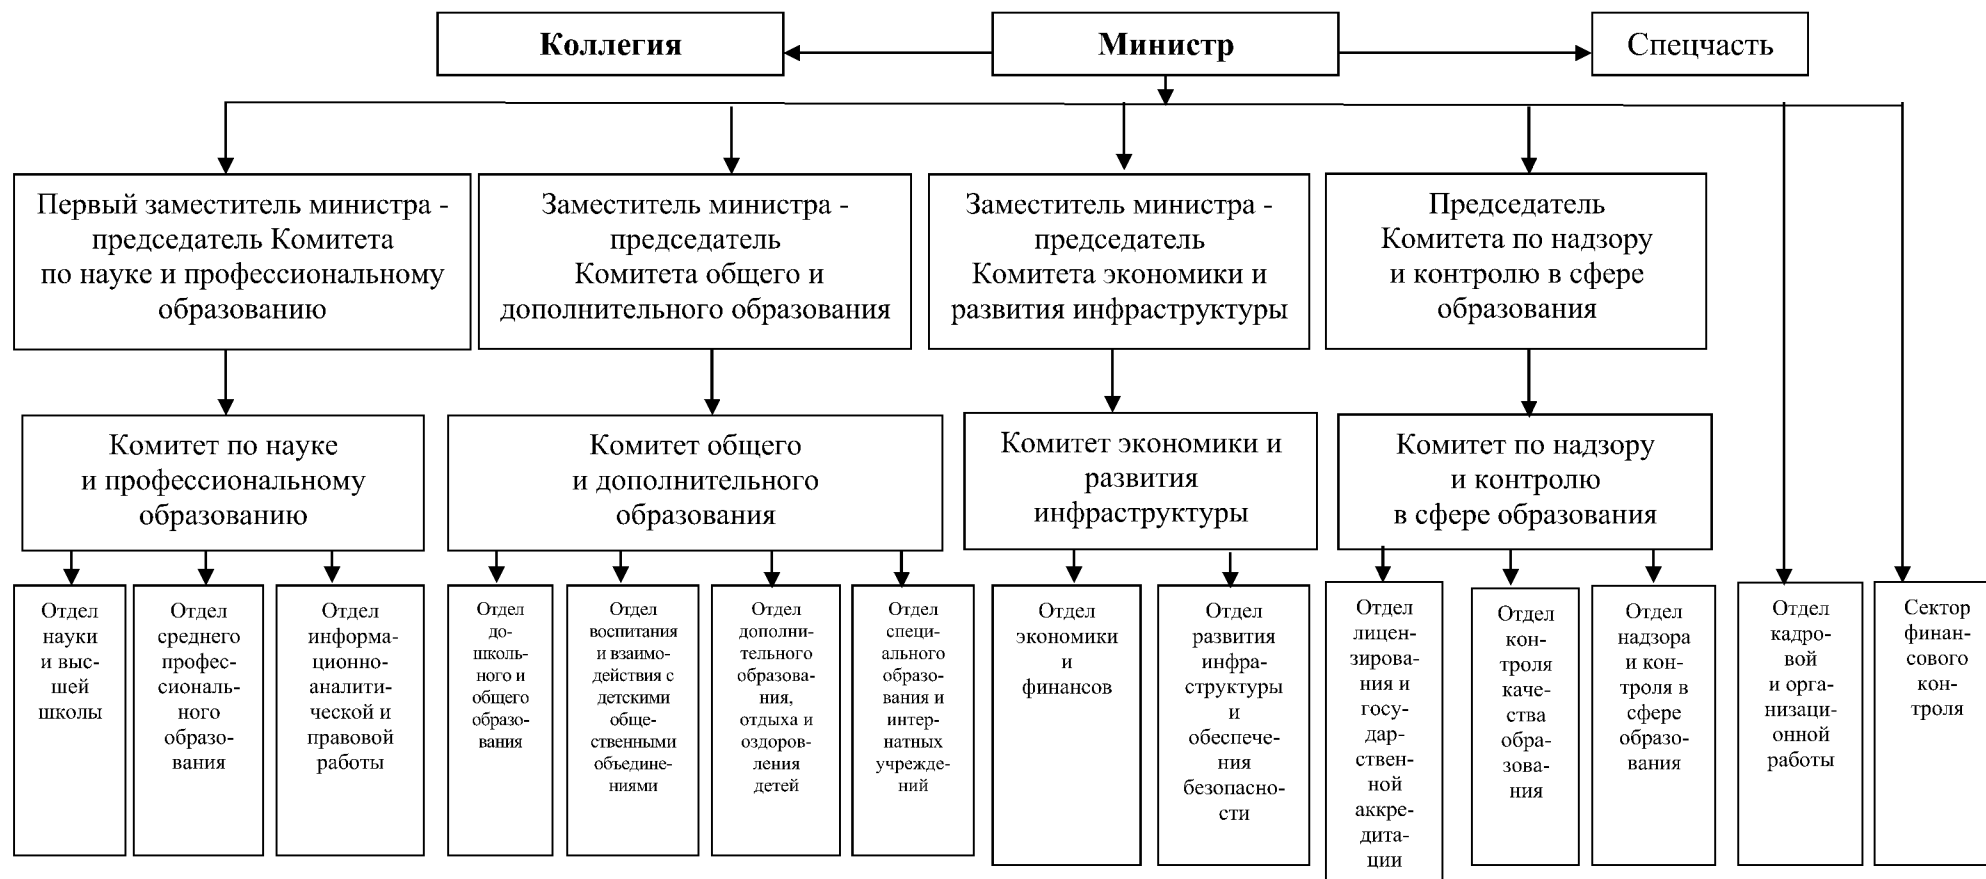 Коллегия
Министр
Спецчасть
Первый заместитель министра -
председатель Комитета
по науке и профессиональному
образованию
Заместитель министра -
председатель
Комитета общего и
дополнительного образования
Заместитель министра -
председатель
Комитета экономики и
развития инфраструктуры
Председатель
Комитета по надзору
и контролю в сфере
образования
Комитет по науке
и профессиональному
образованию
Комитет общего
и дополнительного
образования
Комитет экономики и
развития
инфраструктуры
Комитет по надзору
и контролю
в сфере образования
Отдел
науки
и выс-
шей
школы
Отдел
среднего
профес-
сиональ-
ного
образо-
вания
Отдел
информа-
ционно-
аналити-
ческой и
правовой
работы
Отдел
до-
школь-
ного и
общего
образо-
вания
Отдел
воспитания
и взаимо-
действия с
детскими
обще-
ственными
объедине-
ниями
Отдел
дополни-
тельного
образова-
ния,
отдыха и
оздоров-
ления
детей
Отдел
специ-
ального
образо-
вания и
интер-
натных
учрежде-
ний
Отдел
экономики
и
финансов
Отдел
развития
инфра-
структуры
и
обеспече-
ния
безопасно-
сти
Отдел
лицен-
зирова-
ния и
госу-
дар-
ствен-
ной
аккре-
дита-
ции
Отдел
кон-
троля
каче-
ства
обра-
зова-
ния
Отдел
надзора
и кон-
троля в
сфере
образо-
вания
Отдел
кадро-
вой
и орга-
низаци-
онной
работы
Сектор
финан-
сового
кон-
троля